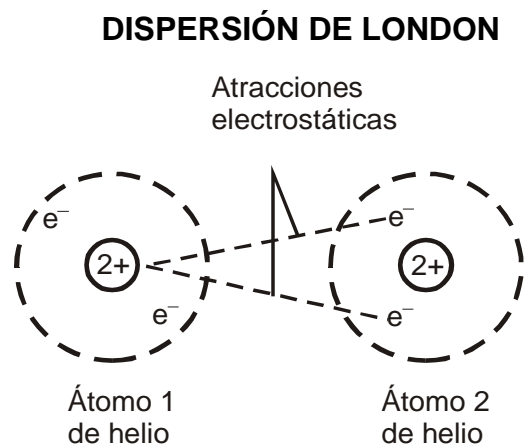 DISPERSIÓN DE LONDON
Atracciones
electrostáticas
e⁻
2+
e⁻
e⁻
2+
e⁻
Átomo 1
de helio
Átomo 2
de helio